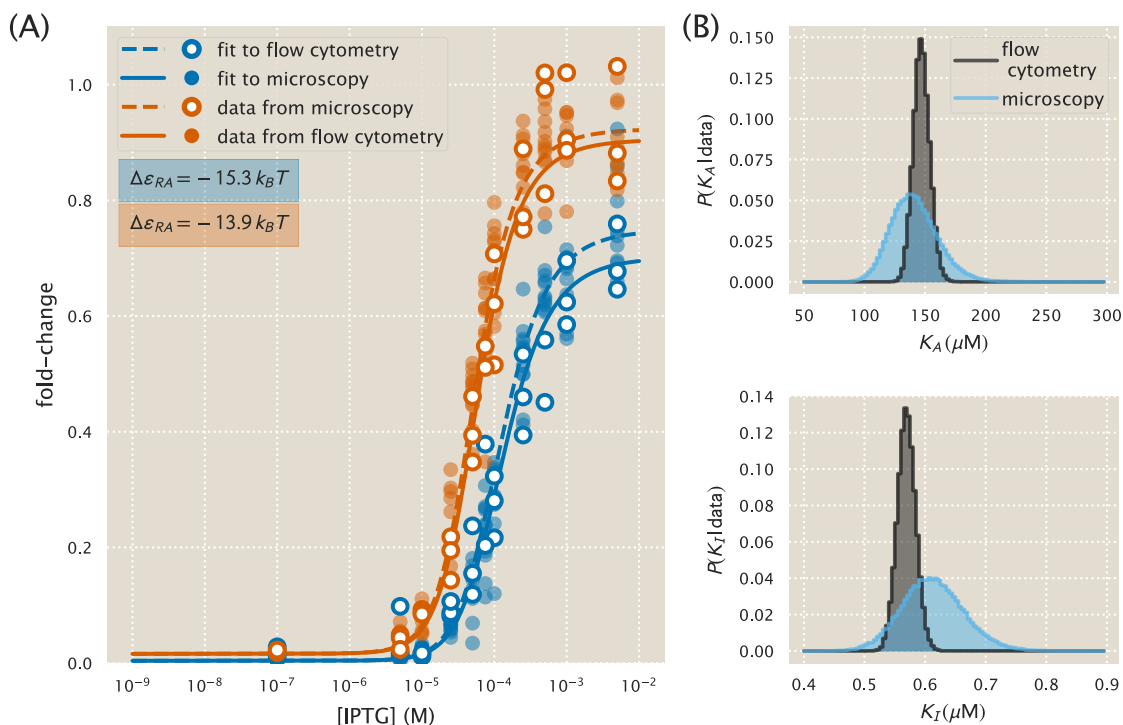 (A)
fit to flow cytometry
fit to microscopy
data from microscopy
data from flow cytometry
Δε_RA = − 15.3 k_BT
Δε_RA = − 13.9 k_BT
fold–change
1.0
0.8
0.6
0.4
0.2
0.0
10⁻⁹ 10⁻⁸ 10⁻⁷ 10⁻⁶ 10⁻⁵ 10⁻⁴ 10⁻³ 10⁻²
[IPTG] (M)
(B)
flow
cytometry
microscopy
P(K_A|data)
0.150
0.125
0.100
0.075
0.050
0.025
0.000
50 100 150 200 250 300
K_A (μM)
P(K_I|data)
0.14
0.12
0.10
0.08
0.06
0.04
0.02
0.00
0.4 0.5 0.6 0.7 0.8 0.9
K_I (μM)